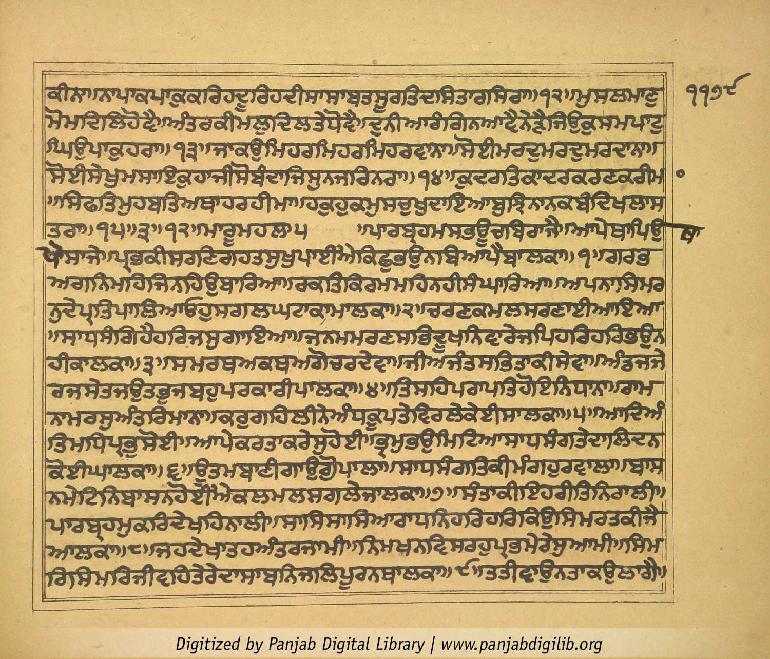 ੧੧੭੯
ਕੀਨਾ॥ਨਾਪਾਕਪਾਕੁਕਰਿਹਦੂਰਿਹਦੀਸਾਸਾਬਤਸੂਰਤਿਦਸਤਾਰਸਿਰਾ॥੧੨॥ਮੁਸਲਮਾਣੁ
ਮੋਮਦਿਲਿਹੋਵੈ॥ਅੰਤਰਕੀਮਲੁਦਿਲਤੇਧੋਵੈ॥ਦੁਨੀਆਰੰਗਿਨਆਵੈਨੇੜੈਜਿਉਕੁਸਮਪਾਟੁ
ਘਿਉਪਾਕੁਹਰਾ॥੧੩॥ਜਾਕਉਮਿਹਰਮਿਹਰਮਿਹਰਵਾਨਾ॥ਸੋਈਮਰਦੁਮਰਦੁਮਰਦਾਨਾ॥
ਸੋਈਸੇਖੁਮਸਾਇਕੁਹਾਜੀਸੋਬੰਦਾਜਿਸੁਨਜਰਿਨਰਾ॥੧੪॥ਕੁਦਰਤਿਕਾਦਰਕਰਣਕਰੀਮ
॥ਸਿਫਤਿਮੁਹਬਤਿਅਥਾਹਰਹੀਮਾ॥ਹਕੁਹੁਕਮੁਸਚੁਖੁਦਾਇਆਬੁਝਿਨਾਨਕਬੰਦਿਖਲਾਸ
ਤਰਾ॥੧੫॥੩॥੧੨॥ਮਾਰੂਮਹਲਾ੫ ॥ਪਾਰਬ੍ਰਹਮਸਭਊਚਬਿਰਾਜੈ॥ਆਪੇਥਾਪਿਉ
ਥਾਪੇਸਾਜੇ॥ਪ੍ਰਭਕੀਸਰਣਿਗਹਤਸੁਖੁਪਾਈਐਕਿਛੁਭਉਨਾਬਿਆਪੈਬਾਲਕਾ॥੧॥ਗਰਭ
ਅਗਨਿਮਾਹਿਜਿਨਹਿਉਬਾਰਿਆ॥ਰਕਤਕਿਰਮਮਹਿਨਹੀਸੰਘਾਰਿਆ॥ਅਪਨਾਸਿਮਰ
ਨੁਦੇਪ੍ਰਤਿਪਾਲਿਆਓਹੁਸਗਲਘਟਾਕਾਮਾਲਕਾ॥੨॥ਚਰਣਕਮਲਸਰਣਾਈਆਇਆ
॥ਸਾਧਸੰਗਿਹੈਹਰਿਜਸੁਗਾਇਆ॥ਜਨਮਮਰਣਸਭਿਦੂਖਨਿਵਾਰੇਜਪਿਹਰਿਹਰਿਭਉਨ
ਹੀਕਾਲਕਾ॥੩॥ਸਮਰਥਅਕਥਅਗੋਚਰਦੇਵਾ॥ਜੀਅਜੰਤਸਭਿਤਾਕੀਸੇਵਾ॥ਅੰਡਜਜੇ
ਰਜਸੇਤਜਉਤਭੁਜਬਹੁਪਰਕਾਰੀਪਾਲਕਾ॥੪॥ਤਿਸਹਿਪਰਾਪਤਿਹੋਇਨਿਧਾਨਾ॥ਰਾਮ
ਨਾਮਰਸੁਅੰਤਰਿਮਾਨਾ॥ਕਰੁਗਹਿਲੀਨੇਅੰਧਕੂਪਤੇਵਿਰਲੇਕੇਈਸਾਲਕਾ॥੫॥ਆਦਿਅੰ
ਤਿਮਧਿਪ੍ਰਭੁਸੋਈ॥ਆਪੇਕਰਤਾਕਰੇਸੁਹੋਈ॥ਭ੍ਰਮੁਭਉਮਿਟਿਆਸਾਧਸੰਗਤੇਦਾਲਿਦਨ
ਕੋਈਘਾਲਕਾ॥੬॥ਊਤਮਬਾਣੀਗਾਉਗੋੁਪਾਲਾ॥ਸਾਧਸੰਗਤਿਕੀਮੰਗਹੁਰਵਾਲਾ॥ਬਾਸ
ਨਮੇਟਿਨਿਬਾਸਨਹੋਈਐਕਲਮਲਸਗਲੇਜਾਲਕਾ॥੭॥ਸੰਤਾਕੀਇਹਰੀਤਿਨਿਰਾਲੀ॥
ਪਾਰਬ੍ਰਹਮੁਕਰਿਦੇਖਹਿਨਾਲੀ॥ਸਾਸਿਸਾਸਿਆਰਾਧਨਿਹਰਿਹਰਿਕਿਉਸਿਮਰਤਕੀਜੈ
ਆਲਕਾ॥੮॥ਜਹਦੇਖਾਤਹਅੰਤਰਜਾਮੀ॥ਨਿਮਖਨਵਿਸਰਹੁਪ੍ਰਭਮੇਰੇਸੁਆਮੀ॥ਸਿਮ
ਰਿਸਿਮਰਿਜੀਵਹਿਤੇਰੇਦਾਸਾਬਨਿਜਲਿਪੂਰਨਥਾਲਕਾ॥੯॥ਤਤੀਵਾਉਨਤਾਕਉਲਾਗੈ॥
Digitized by Panjab Digital Library | www.panjabdigilib.org